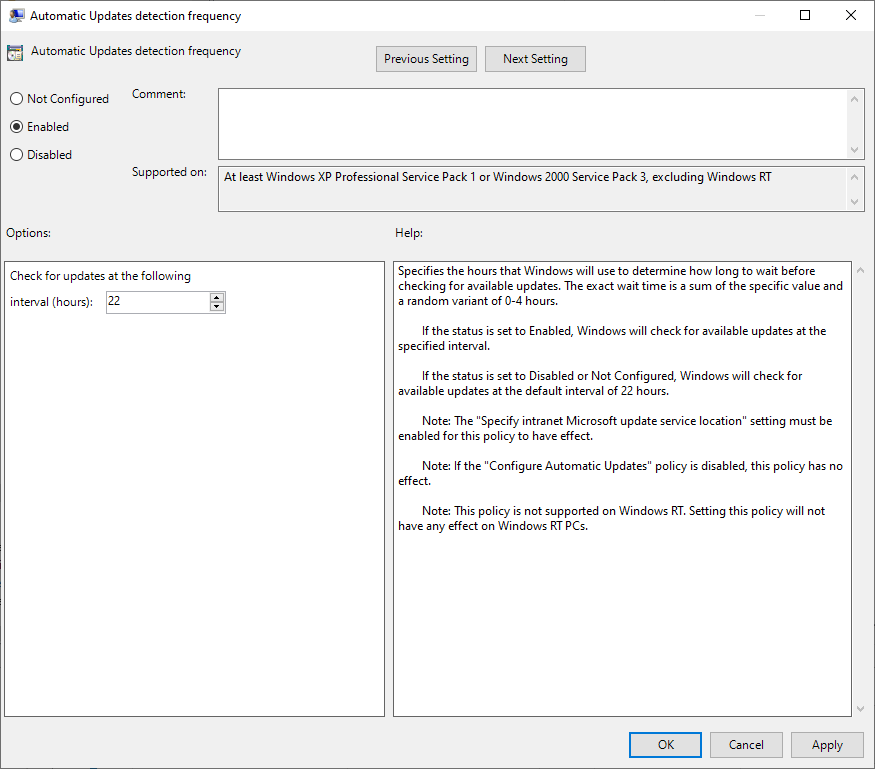 Automatic Updates detection frequency
Automatic Updates detection frequency
Previous Setting
Next Setting
Not Configured
Comment:
Enabled
Disabled
Supported on:
At least Windows XP Professional Service Pack 1 or Windows 2000 Service Pack 3, excluding Windows RT
Options:
Help:
Check for updates at the following
interval (hours):
22
Specifies the hours that Windows will use to determine how long to wait before
checking for available updates. The exact wait time is a sum of the specific value and
a random variant of 0-4 hours.
If the status is set to Enabled, Windows will check for available updates at the
specified interval.
If the status is set to Disabled or Not Configured, Windows will check for
available updates at the default interval of 22 hours.
Note: The "Specify intranet Microsoft update service location" setting must be
enabled for this policy to have effect.
Note: If the "Configure Automatic Updates" policy is disabled, this policy has no
effect.
Note: This policy is not supported on Windows RT. Setting this policy will not
have any effect on Windows RT PCs.
OK
Cancel
Apply